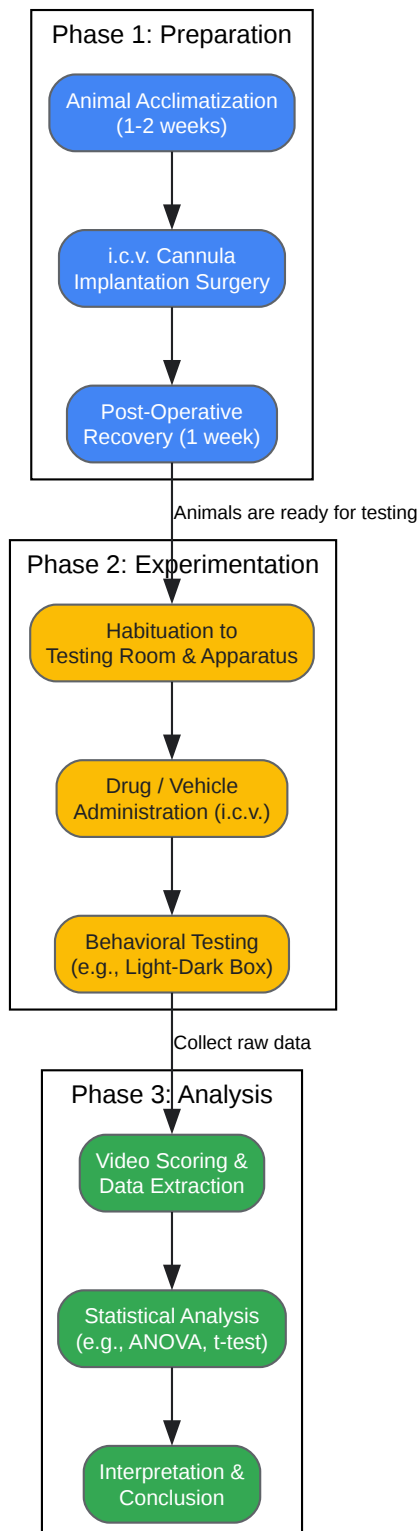 Phase 1: Preparation
Animal Acclimatization
(1-2 weeks)
i.c.v. Cannula
Implantation Surgery
Post-Operative
Recovery (1 week)
Animals are ready for testing
Phase 2: Experimentation
Habituation to
Testing Room & Apparatus
Drug / Vehicle
Administration (i.c.v.)
Behavioral Testing
(e.g., Light-Dark Box)
Collect raw data
Phase 3: Analysis
Video Scoring &
Data Extraction
Statistical Analysis
(e.g., ANOVA, t-test)
Interpretation &
Conclusion